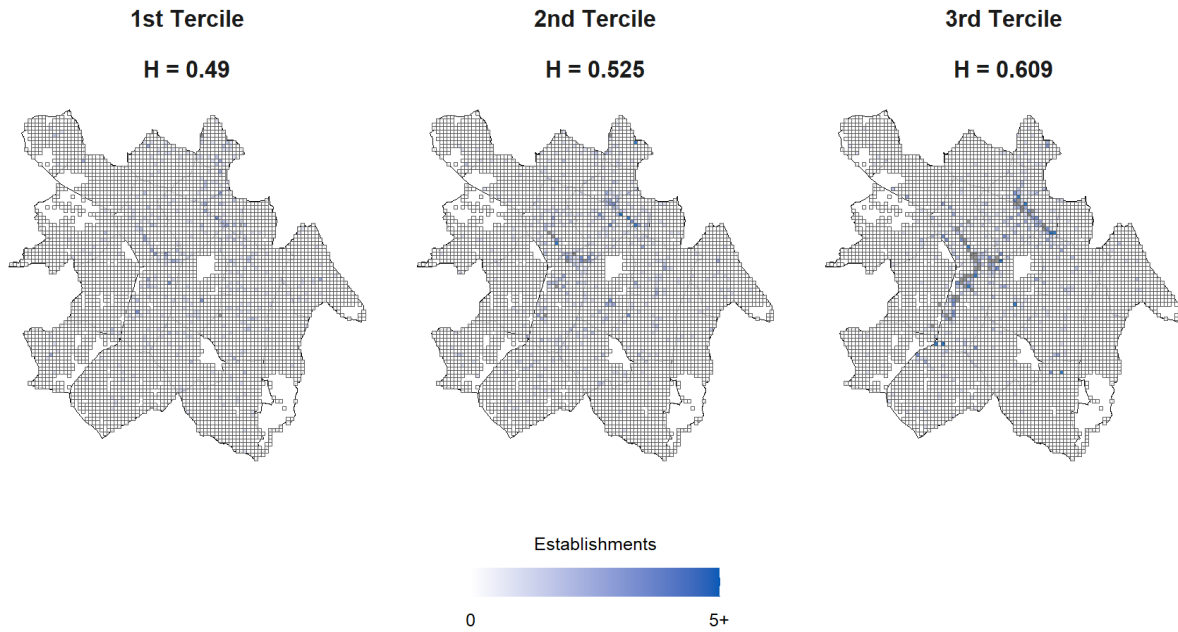 1st Tercile
H = 0.49
2nd Tercile
H = 0.525
3rd Tercile
H = 0.609
Establishments
0
5+